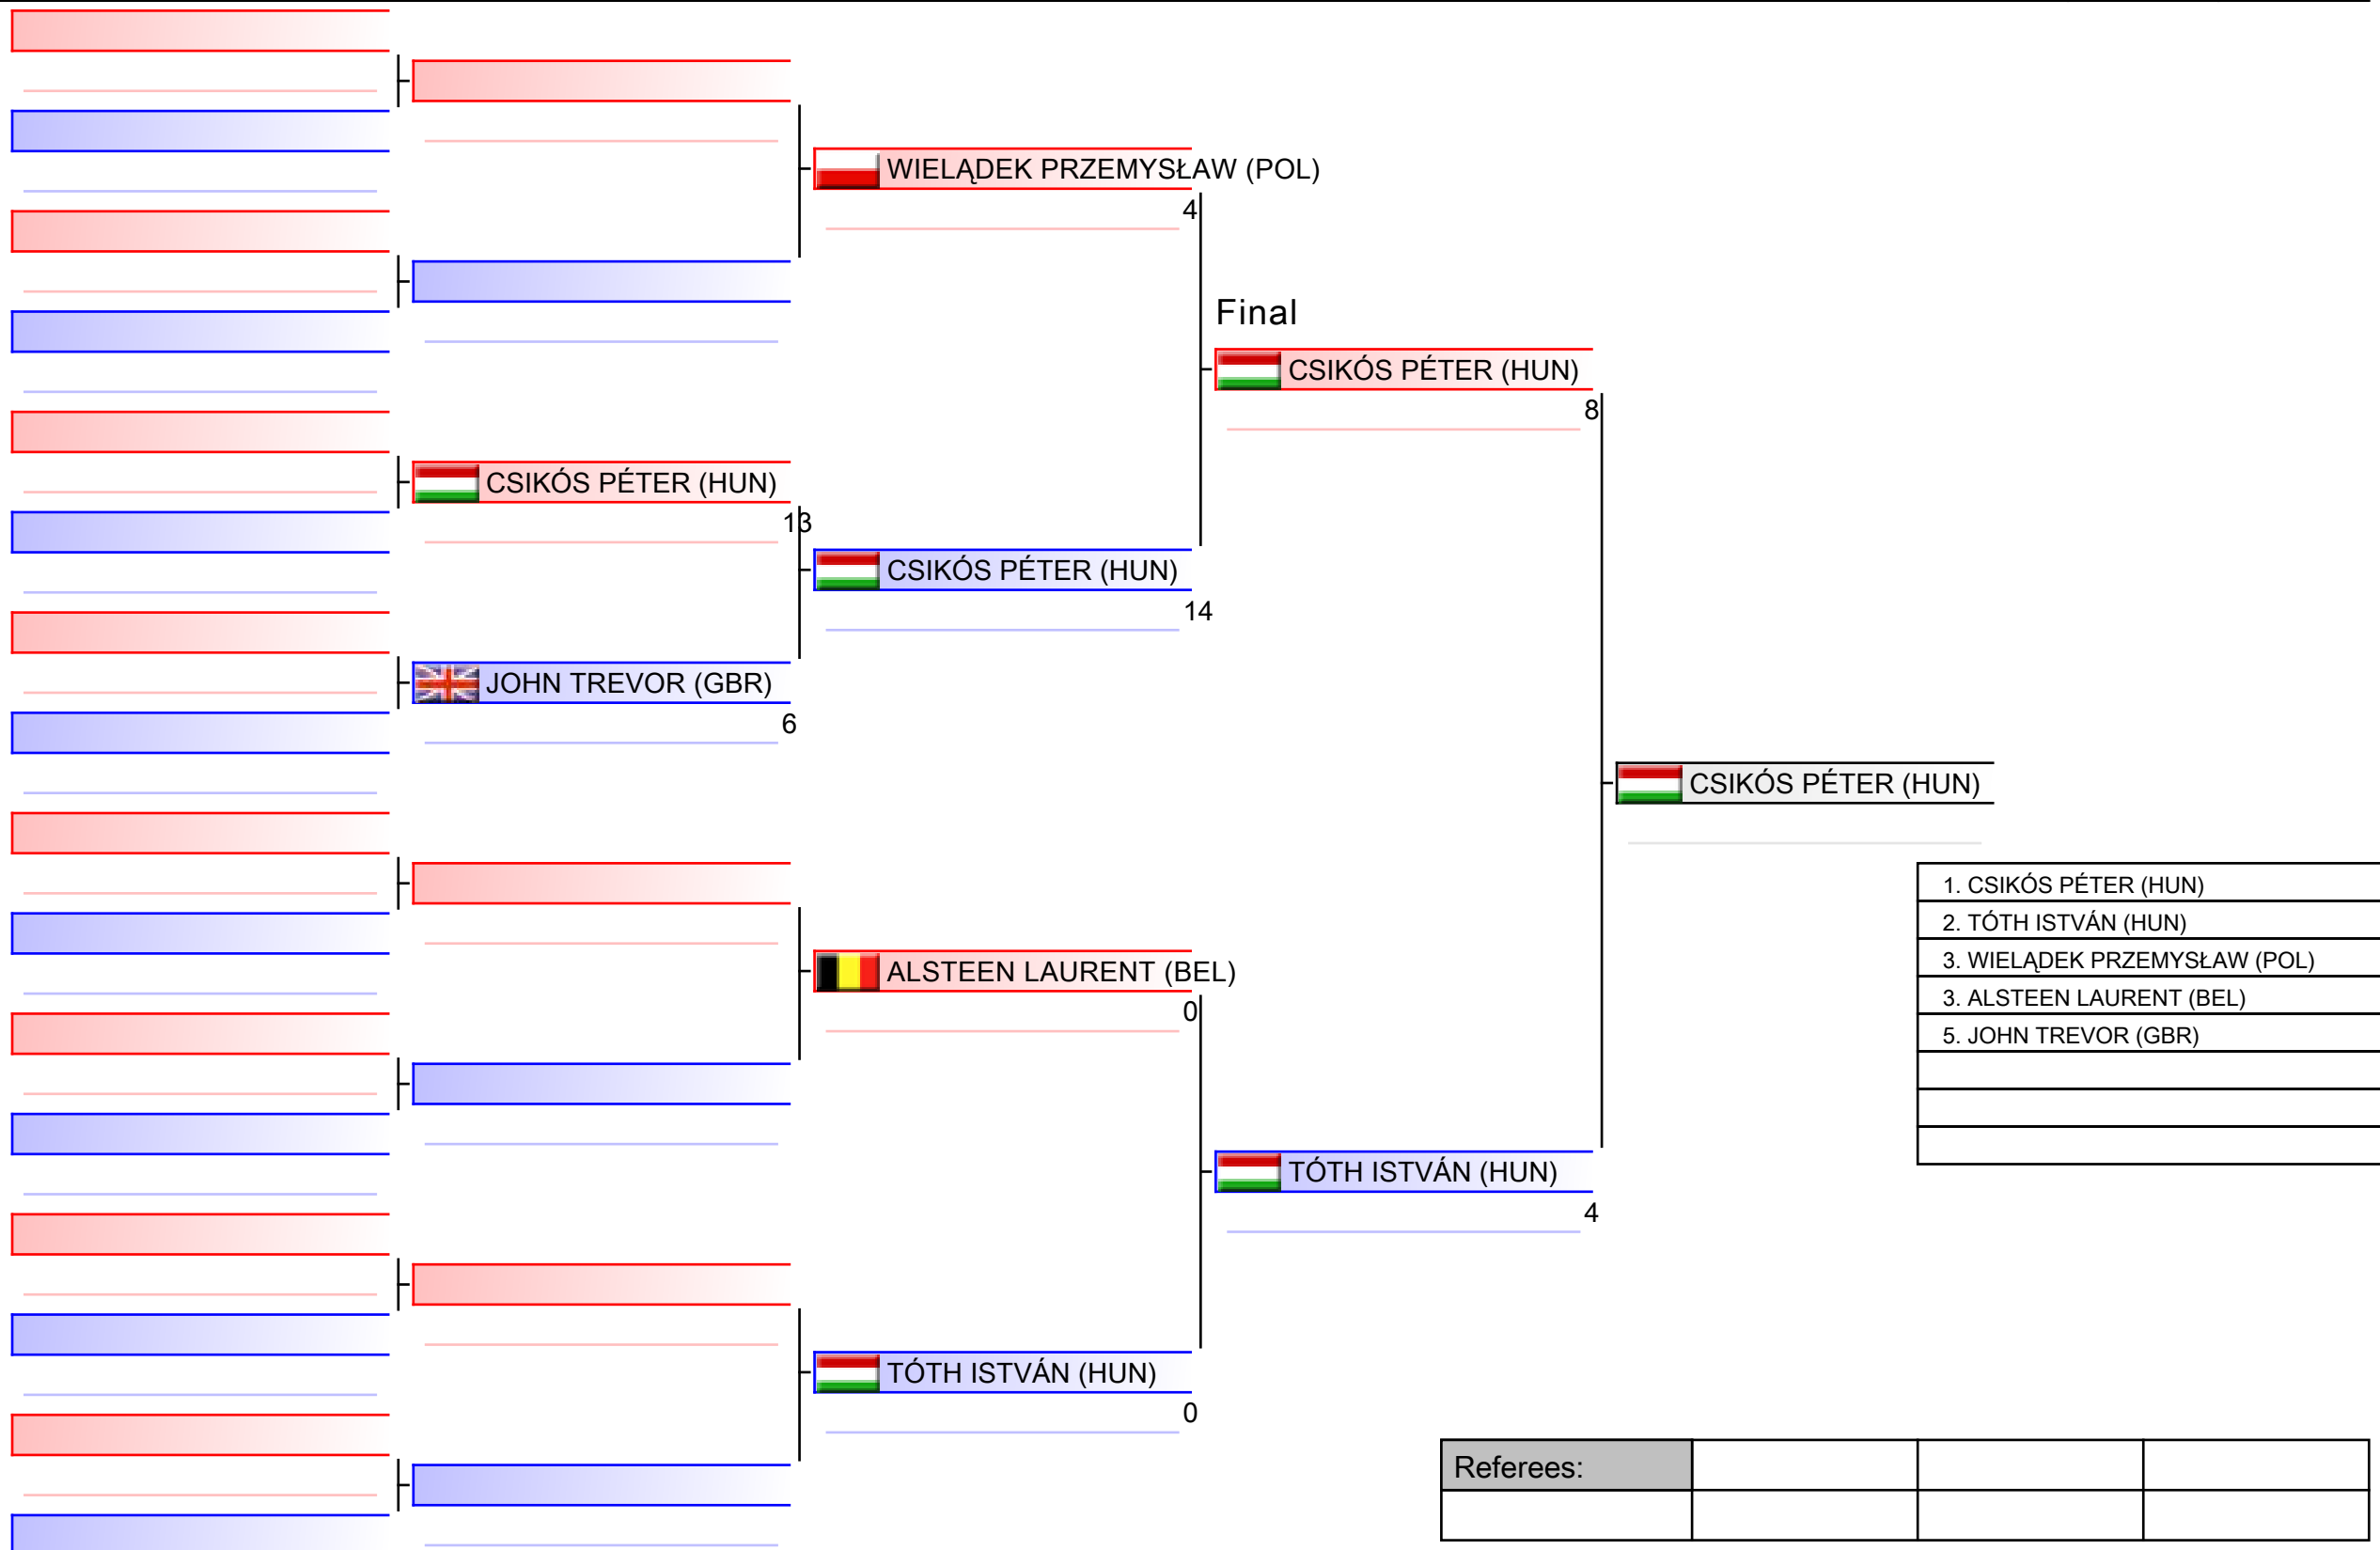 WIELĄDEK PRZEMYSŁAW (POL)
4
Final
CSIKÓS PÉTER (HUN)
8
CSIKÓS PÉTER (HUN)
13
CSIKÓS PÉTER (HUN)
14
JOHN TREVOR (GBR)
6
CSIKÓS PÉTER (HUN)
1. CSIKÓS PÉTER (HUN)
2. TÓTH ISTVÁN (HUN)
3. WIELĄDEK PRZEMYSŁAW (POL)
3. ALSTEEN LAURENT (BEL)
5. JOHN TREVOR (GBR)
ALSTEEN LAURENT (BEL)
0
TÓTH ISTVÁN (HUN)
4
TÓTH ISTVÁN (HUN)
0
Referees: